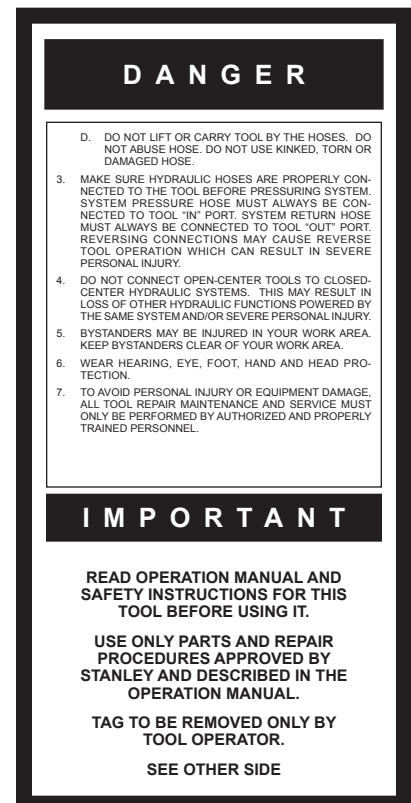 DANGER
D. DO NOT LIFT OR CARRY TOOL BY THE HOSES. DO
NOT ABUSE HOSE. DO NOT USE KINKED, TORN OR
DAMAGED HOSE.
3. MAKE SURE HYDRAULIC HOSES ARE PROPERLY CON-
NECTED TO THE TOOL BEFORE PRESSURING SYSTEM.
SYSTEM PRESSURE HOSE MUST ALWAYS BE CON-
NECTED TO TOOL “IN” PORT. SYSTEM RETURN HOSE
MUST ALWAYS BE CONNECTED TO TOOL “OUT” PORT.
REVERSING CONNECTIONS MAY CAUSE REVERSE
TOOL OPERATION WHICH CAN RESULT IN SEVERE
PERSONAL INJURY.
4. DO NOT CONNECT OPEN-CENTER TOOLS TO CLOSED-
CENTER HYDRAULIC SYSTEMS. THIS MAY RESULT IN
LOSS OF OTHER HYDRAULIC FUNCTIONS POWERED BY
THE SAME SYSTEM AND/OR SEVERE PERSONAL INJURY.
5. BYSTANDERS MAY BE INJURED IN YOUR WORK AREA.
KEEP BYSTANDERS CLEAR OF YOUR WORK AREA.
6. WEAR HEARING, EYE, FOOT, HAND AND HEAD PRO-
TECTION.
7. TO AVOID PERSONAL INJURY OR EQUIPMENT DAMAGE,
ALL TOOL REPAIR MAINTENANCE AND SERVICE MUST
ONLY BE PERFORMED BY AUTHORIZED AND PROPERLY
TRAINED PERSONNEL.
IMPORTANT
READ OPERATION MANUAL AND
SAFETY INSTRUCTIONS FOR THIS
TOOL BEFORE USING IT.
USE ONLY PARTS AND REPAIR
PROCEDURES APPROVED BY
STANLEY AND DESCRIBED IN THE
OPERATION MANUAL.
TAG TO BE REMOVED ONLY BY
TOOL OPERATOR.
SEE OTHER SIDE